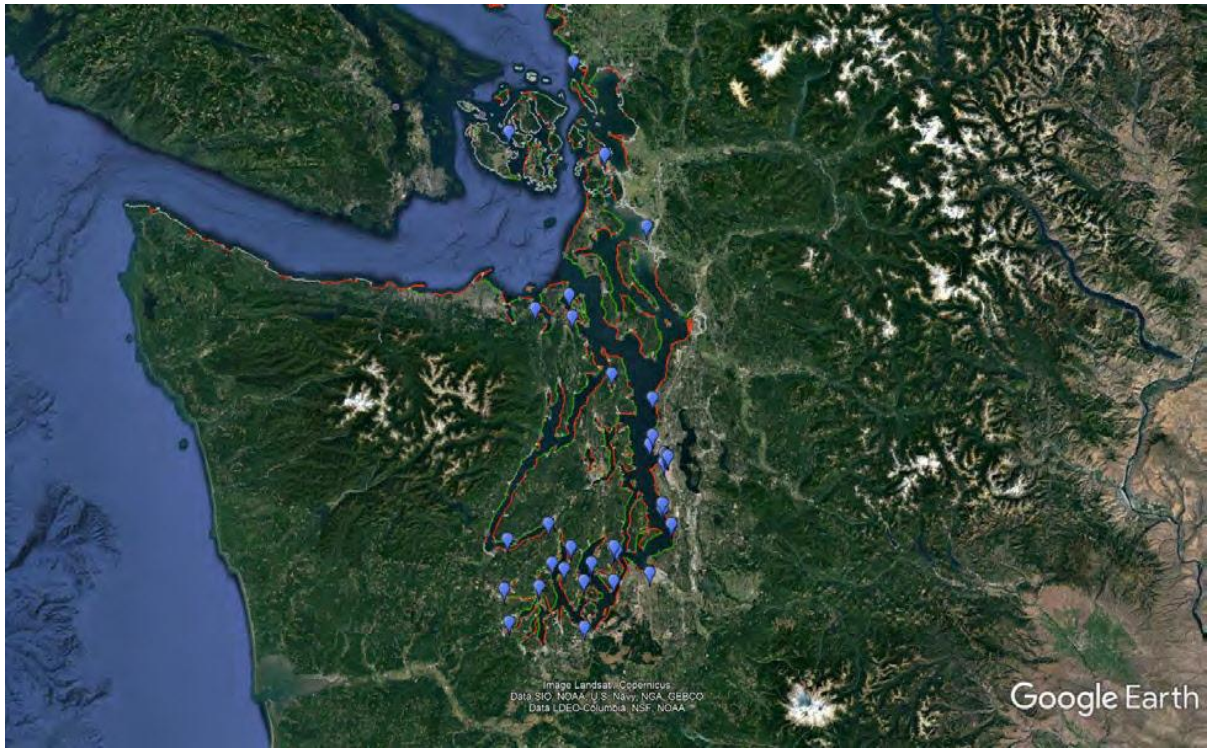 Image Landsat / Copernicus
Data SIO, NOAA, U.S. Navy, NGA, GEBCO
Data LDEO-Columbia, NSF, NOAA
Google Earth